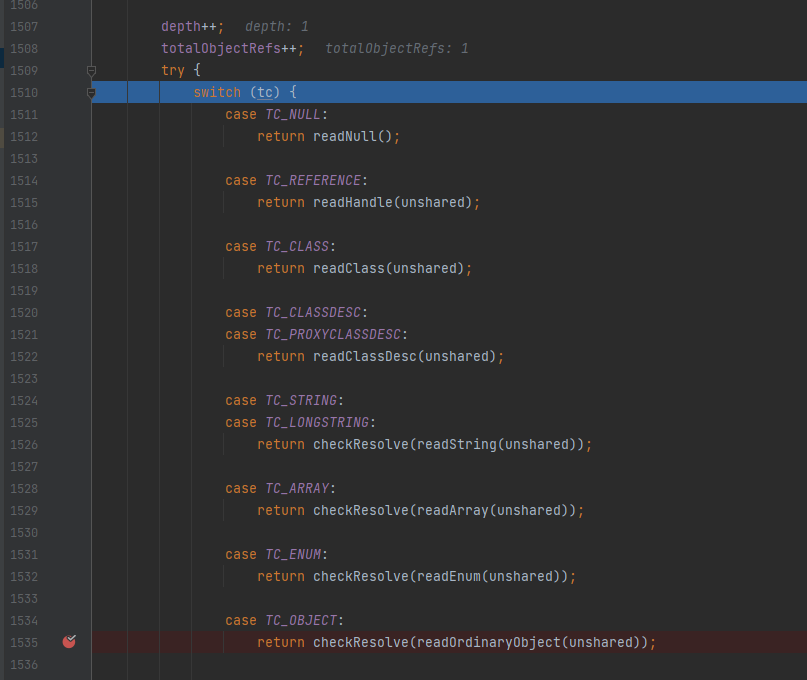 1506
1507 depth++; depth: 1
1508 totalObjectRefs++; totalObjectRefs: 1
1509 try {
1510 switch (tc) {
1511 case TC_NULL:
1512 return readNull();
1513
1514 case TC_REFERENCE:
1515 return readHandle(unshared);
1516
1517 case TC_CLASS:
1518 return readClass(unshared);
1519
1520 case TC_CLASSDESC:
1521 case TC_PROXYCLASSDESC:
1522 return readClassDesc(unshared);
1523
1524 case TC_STRING:
1525 case TC_LONGSTRING:
1526 return checkResolve(readString(unshared));
1527
1528 case TC_ARRAY:
1529 return checkResolve(readArray(unshared));
1530
1531 case TC_ENUM:
1532 return checkResolve(readEnum(unshared));
1533
1534 case TC_OBJECT:
1535 return checkResolve(readOrdinaryObject(unshared));
1536